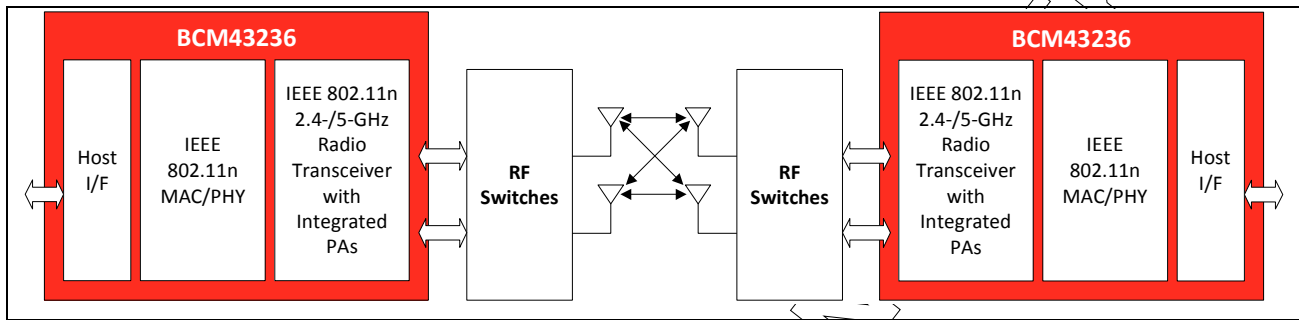 BCM43236
Host
I/F
IEEE
802.11n
MAC/PHY
IEEE 802.11n
2.4-/5-GHz
Radio
Transceiver
with
Integrated
PAs
RF
Switches
RF
Switches
BCM43236
IEEE 802.11n
2.4-/5-GHz
Radio
Transceiver
with
Integrated
PAs
IEEE
802.11n
MAC/PHY
Host
I/F